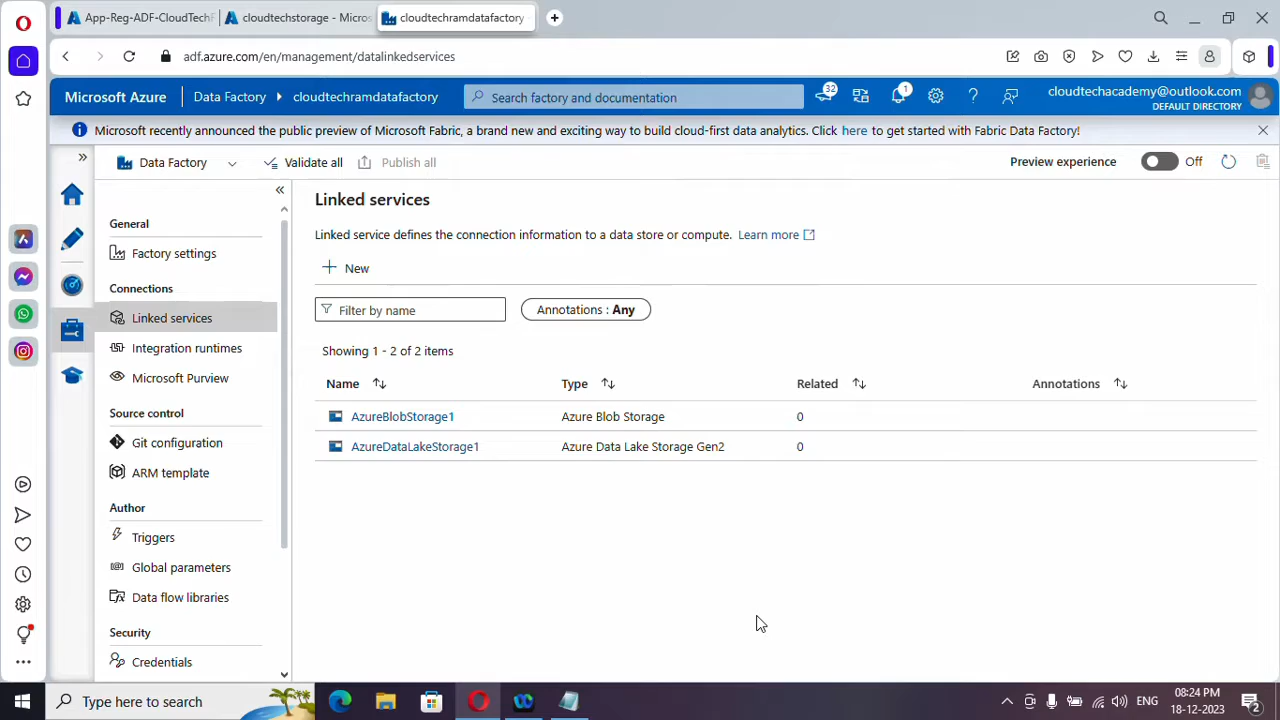 App-Reg-ADF-CloudTechF
cloudtechstorage - Micros
cloudtechramdatafactory
adf.azure.com/en/management/datalinkedservices
Microsoft Azure
Data Factory
cloudtechramdatafactory
Search factory and documentation
32
1
cloudtechacademy@outlook.com
DEFAULT DIRECTORY
Microsoft recently announced the public preview of Microsoft Fabric, a brand new and exciting way to build cloud-first data analytics. Click here to get started with Fabric Data Factory!
Data Factory
Validate all
Publish all
Preview experience
Off
General
Factory settings
Connections
Linked services
Integration runtimes
Microsoft Purview
Source control
Git configuration
ARM template
Author
Triggers
Global parameters
Data flow libraries
Security
Credentials
Linked services
Linked service defines the connection information to a data store or compute. Learn more
New
Filter by name
Annotations : Any
Showing 1 - 2 of 2 items
Name
Type
Related
Annotations
AzureBlobStorage1
Azure Blob Storage
0
AzureDataLakeStorage1
Azure Data Lake Storage Gen2
0
Type here to search
ENG
08:24 PM
18-12-2023
2